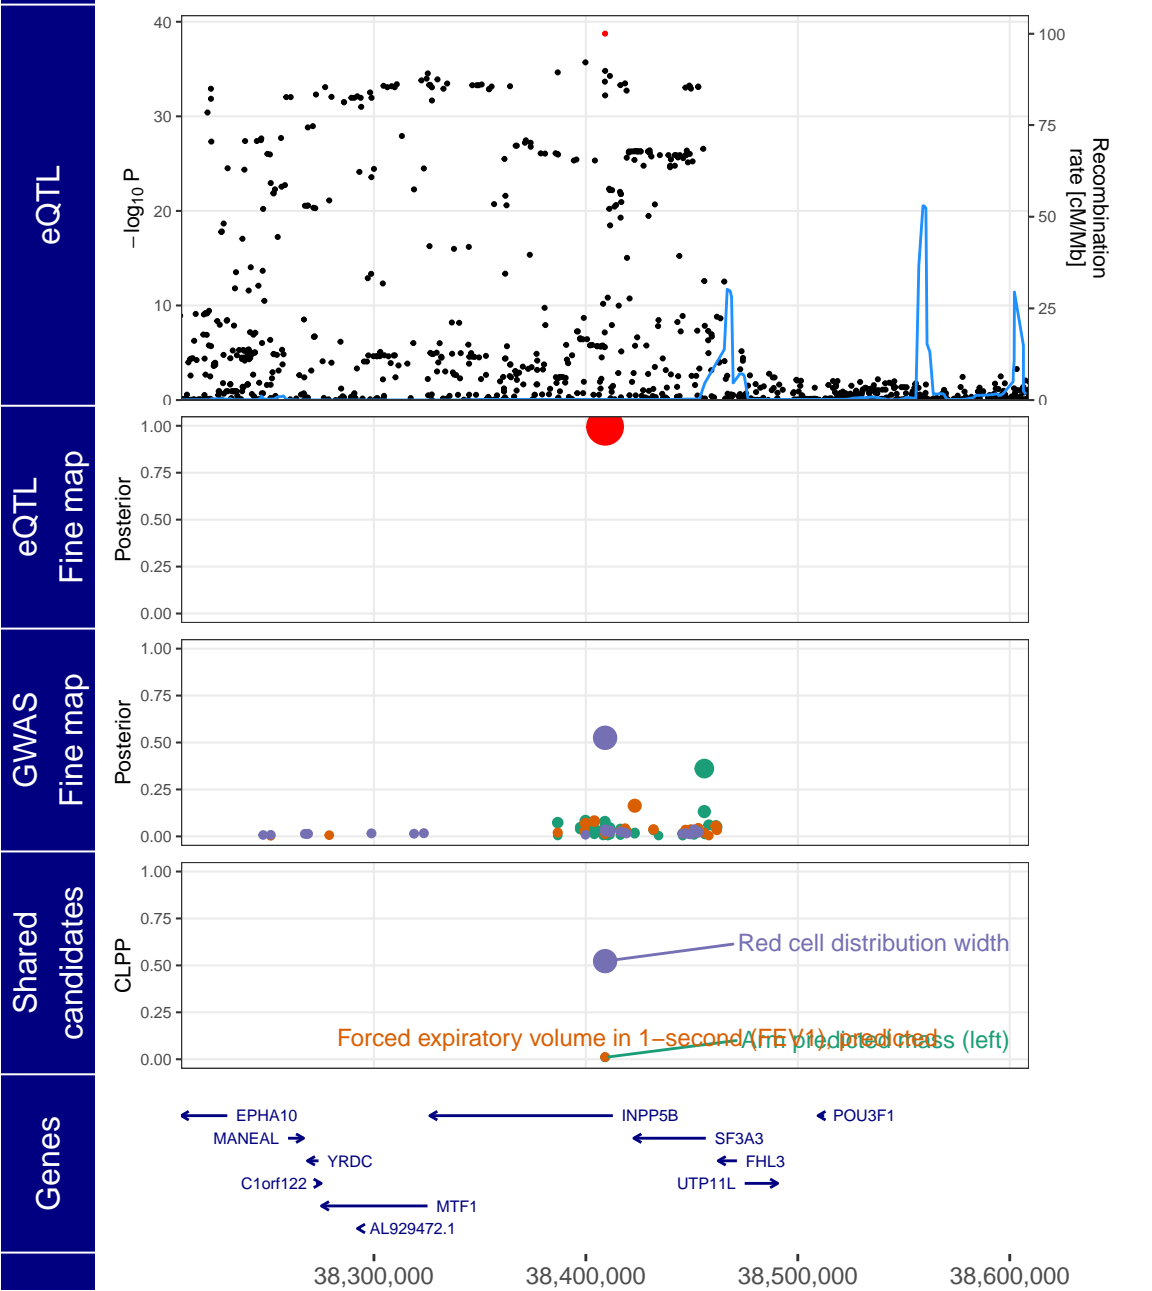 eQTL
− log10 P
40
30
20
10
0
100
75
50
25
0
Recombination
rate [cM/Mb]
eQTL
Fine map
Posterior
1.00
0.75
0.50
0.25
0.00
GWAS
Fine map
Posterior
1.00
0.75
0.50
0.25
0.00
Shared
candidates
CLPP
1.00
0.75
0.50
0.25
0.00
Red cell distribution width
Forced expiratory volume in 1−second (FEV1), predicted
Arm predicted mass (left)
Genes
EPHA10
INPP5B
POU3F1
MANEAL
SF3A3
YRDC
FHL3
C1orf122
UTP11L
MTF1
AL929472.1
38,300,000
38,400,000
38,500,000
38,600,000